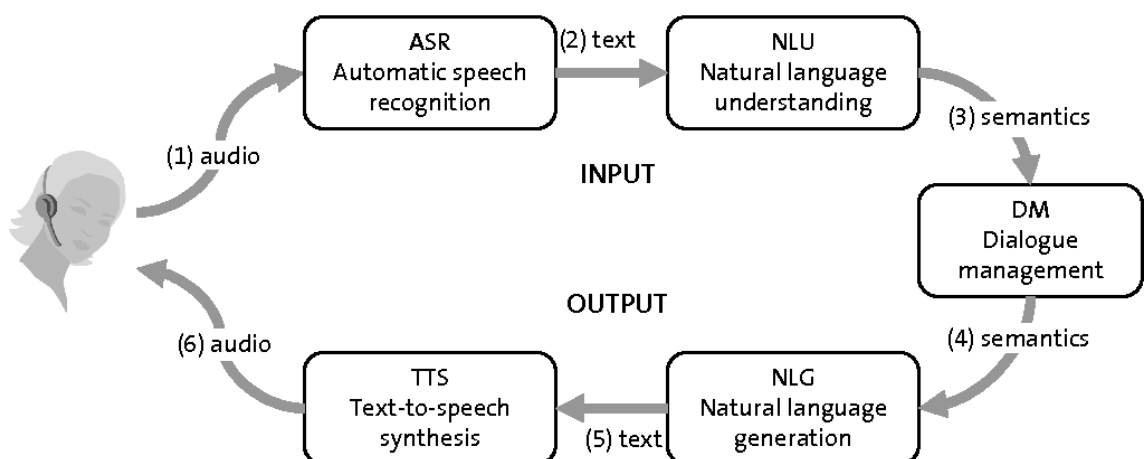 ASR
Automatic speech
recognition
(2) text
NLU
Natural language
understanding
(1) audio
(3) semantics
INPUT
DM
Dialogue
management
OUTPUT
(6) audio
(4) semantics
TTS
Text-to-speech
synthesis
(5) text
NLG
Natural language
generation